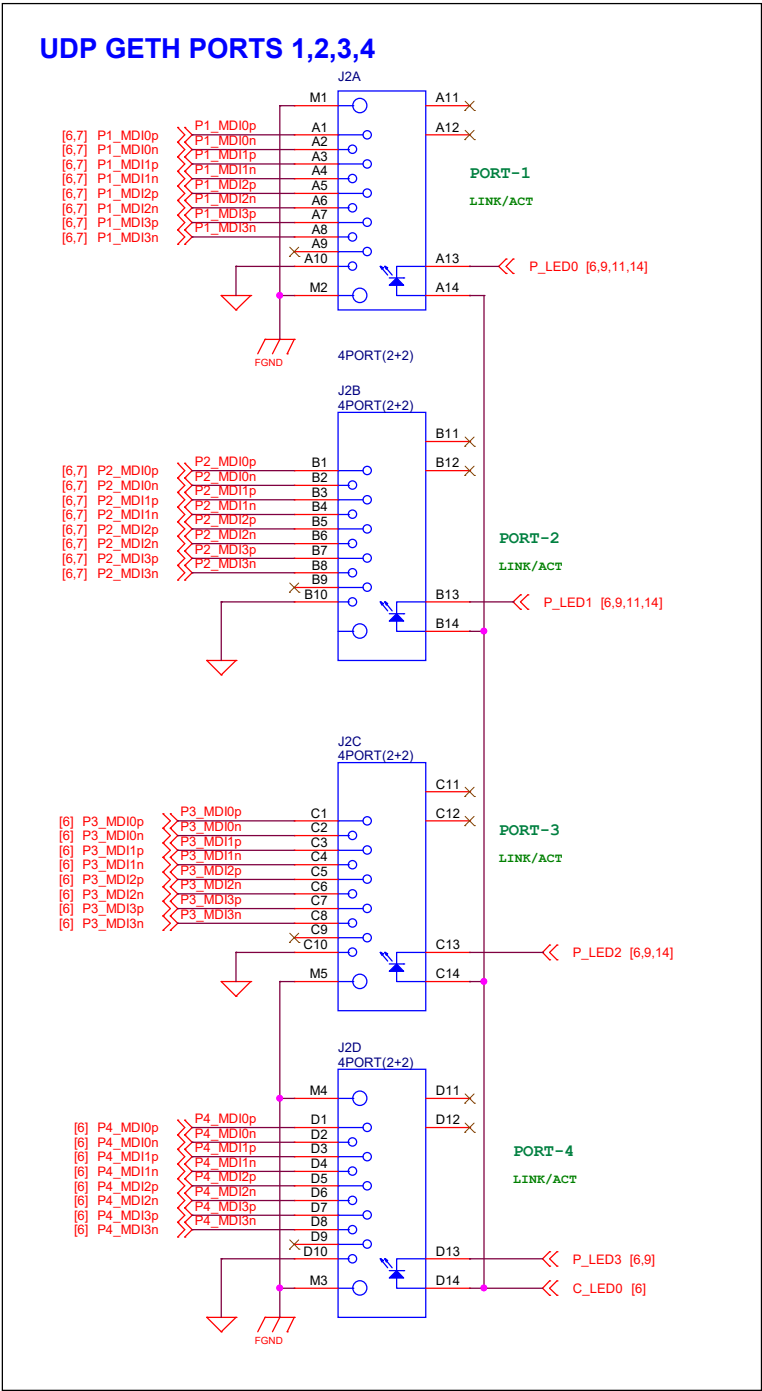 UDP GETH PORTS 1,2,3,4
J2A
M1 A11
[6,7] P1_MDI0p P1_MDI0p A1 A12
[6,7] P1_MDI0n P1_MDI0n A2
[6,7] P1_MDI1p P1_MDI1p A3
[6,7] P1_MDI1n P1_MDI1n A4 PORT-1
[6,7] P1_MDI2p P1_MDI2p A5
[6,7] P1_MDI2n P1_MDI2n A6 LINK/ACT
[6,7] P1_MDI3p P1_MDI3p A7
[6,7] P1_MDI3n P1_MDI3n A8
A9
A10 A13 P_LED0 [6,9,11,14]
M2 A14
FGND
4PORT(2+2)
J2B
4PORT(2+2)
B11
[6,7] P2_MDI0p P2_MDI0p B1 B12
[6,7] P2_MDI0n P2_MDI0n B2
[6,7] P2_MDI1p P2_MDI1p B3
[6,7] P2_MDI1n P2_MDI1n B4
[6,7] P2_MDI2p P2_MDI2p B5
[6,7] P2_MDI2n P2_MDI2n B6 PORT-2
[6,7] P2_MDI3p P2_MDI3p B7
[6,7] P2_MDI3n P2_MDI3n B8 LINK/ACT
B9
B10 B13 P_LED1 [6,9,11,14]
B14
J2C
4PORT(2+2)
C11
[6] P3_MDI0p P3_MDI0p C1 C12
[6] P3_MDI0n P3_MDI0n C2 PORT-3
[6] P3_MDI1p P3_MDI1p C3
[6] P3_MDI1n P3_MDI1n C4 LINK/ACT
[6] P3_MDI2p P3_MDI2p C5
[6] P3_MDI2n P3_MDI2n C6
[6] P3_MDI3p P3_MDI3p C7
[6] P3_MDI3n P3_MDI3n C8
C9
C10 C13 P_LED2 [6,9,14]
M5 C14
J2D
4PORT(2+2)
M4 D11
[6] P4_MDI0p P4_MDI0p D1 D12
[6] P4_MDI0n P4_MDI0n D2
[6] P4_MDI1p P4_MDI1p D3 PORT-4
[6] P4_MDI1n P4_MDI1n D4
[6] P4_MDI2p P4_MDI2p D5 LINK/ACT
[6] P4_MDI2n P4_MDI2n D6
[6] P4_MDI3p P4_MDI3p D7
[6] P4_MDI3n P4_MDI3n D8
D9
D10 D13 P_LED3 [6,9]
M3 D14 C_LED0 [6]
FGND